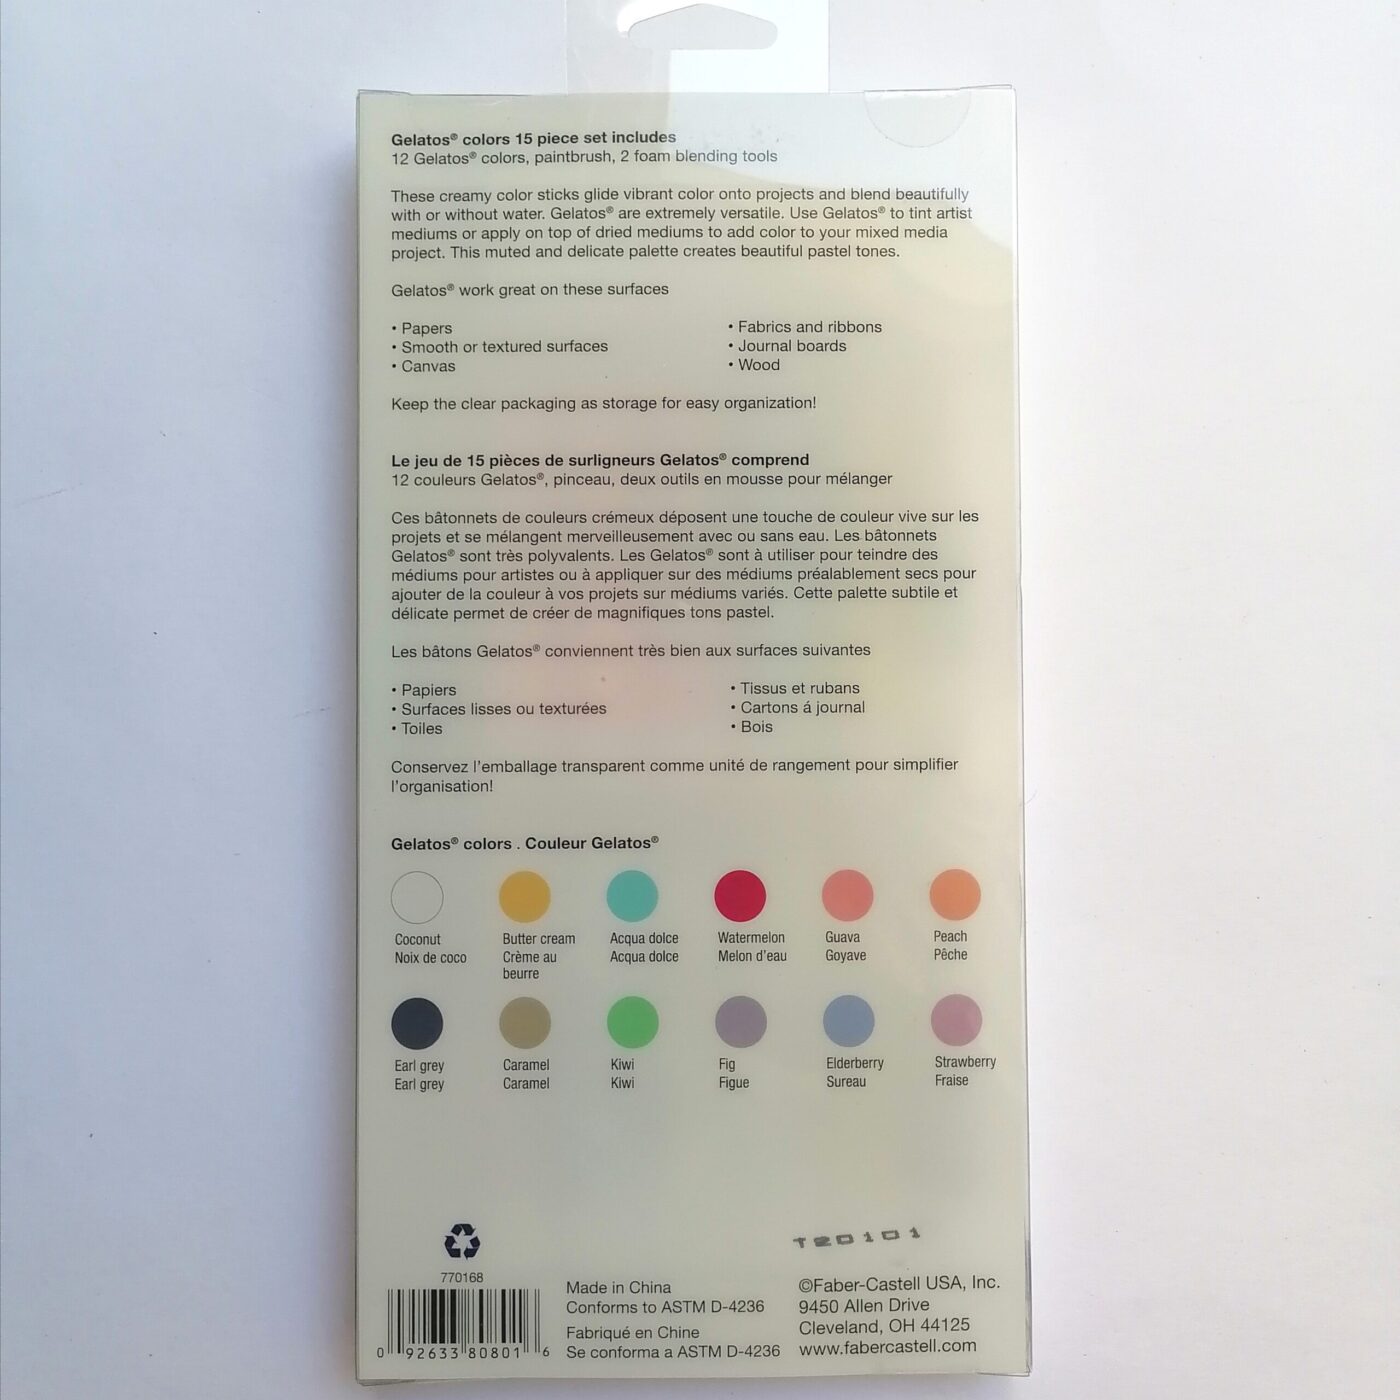 Gelatos® colors 15 piece set includes
12 Gelatos® colors, paintbrush, 2 foam blending tools
These creamy color sticks glide vibrant color onto projects and blend beautifully
with or without water. Gelatos® are extremely versatile. Use Gelatos® to tint artist
mediums or apply on top of dried mediums to add color to your mixed media
project. This muted and delicate palette creates beautiful pastel tones.
Gelatos® work great on these surfaces
• Papers
• Smooth or textured surfaces
• Canvas
• Fabrics and ribbons
• Journal boards
• Wood
Keep the clear packaging as storage for easy organization!
Le jeu de 15 pièces de surligneurs Gelatos® comprend
12 couleurs Gelatos®, pinceau, deux outils en mousse pour mélanger
Ces bâtonnets de couleurs crémeux déposent une touche de couleur vive sur les
projets et se mélangent merveilleusement avec ou sans eau. Les bâtonnets
Gelatos® sont très polyvalents. Les Gelatos® sont à utiliser pour teindre des
médiums pour artistes ou à appliquer sur des médiums préalablement secs pour
ajouter de la couleur à vos projets sur médiums variés. Cette palette subtile et
délicate permet de créer de magnifiques tons pastel.
Les bâtons Gelatos® conviennent très bien aux surfaces suivantes
• Papiers
• Surfaces lisses ou texturées
• Toiles
• Tissus et rubans
• Cartons á journal
• Bois
Conservez l'emballage transparent comme unité de rangement pour simplifier
l'organisation!
Gelatos® colors . Couleur Gelatos®
Coconut
Noix de coco
Butter cream
Crème au
beurre
Acqua dolce
Acqua dolce
Watermelon
Melon d'eau
Guava
Goyave
Peach
Pêche
Earl grey
Earl grey
Caramel
Caramel
Kiwi
Kiwi
Fig
Figue
Elderberry
Sureau
Strawberry
Fraise
T20101
770168
0 92633 80801 6
Made in China
Conforms to ASTM D-4236
Fabriqué en Chine
Se conforma a ASTM D-4236
©Faber-Castell USA, Inc.
9450 Allen Drive
Cleveland, OH 44125
www.fabercastell.com